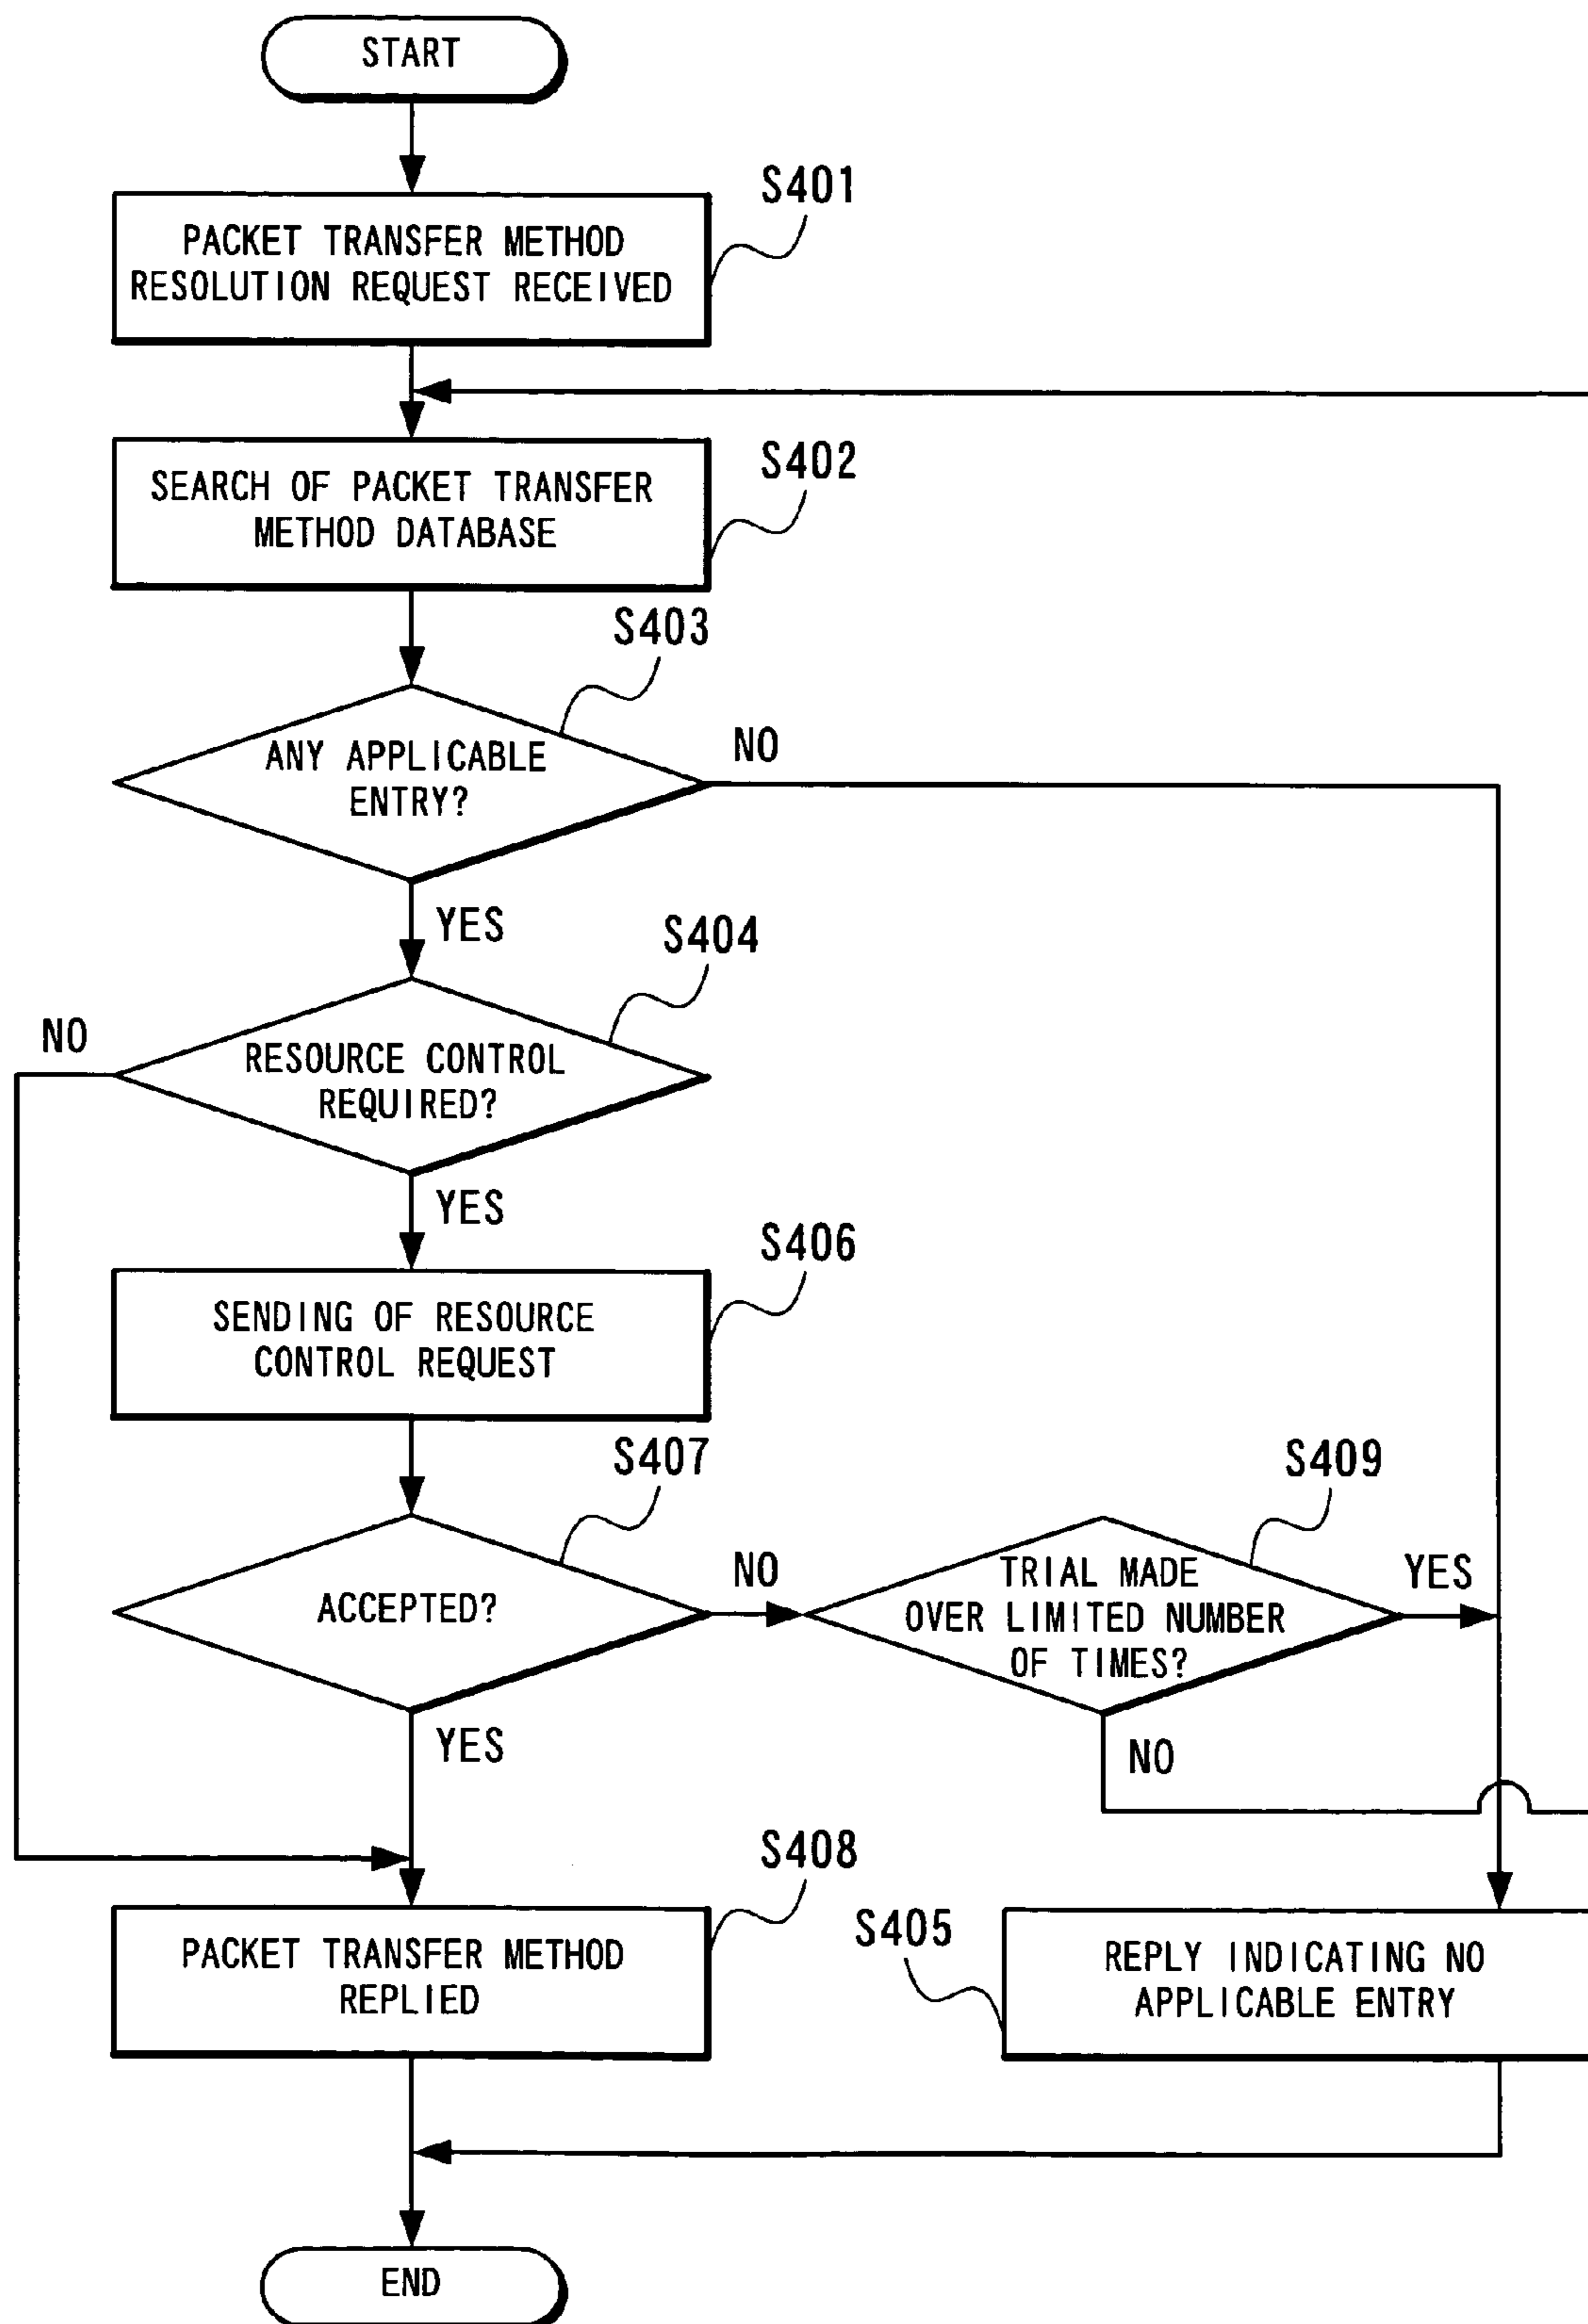 START
S401
PACKET TRANSFER METHOD
RESOLUTION REQUEST RECEIVED
S402
SEARCH OF PACKET TRANSFER
METHOD DATABASE
S403
ANY APPLICABLE
ENTRY?
NO
YES
S404
NO
RESOURCE CONTROL
REQUIRED?
YES
S406
SENDING OF RESOURCE
CONTROL REQUEST
S407
ACCEPTED?
NO
S409
TRIAL MADE
OVER LIMITED NUMBER
OF TIMES?
YES
YES
NO
S408
PACKET TRANSFER METHOD
REPLIED
S405
REPLY INDICATING NO
APPLICABLE ENTRY
END